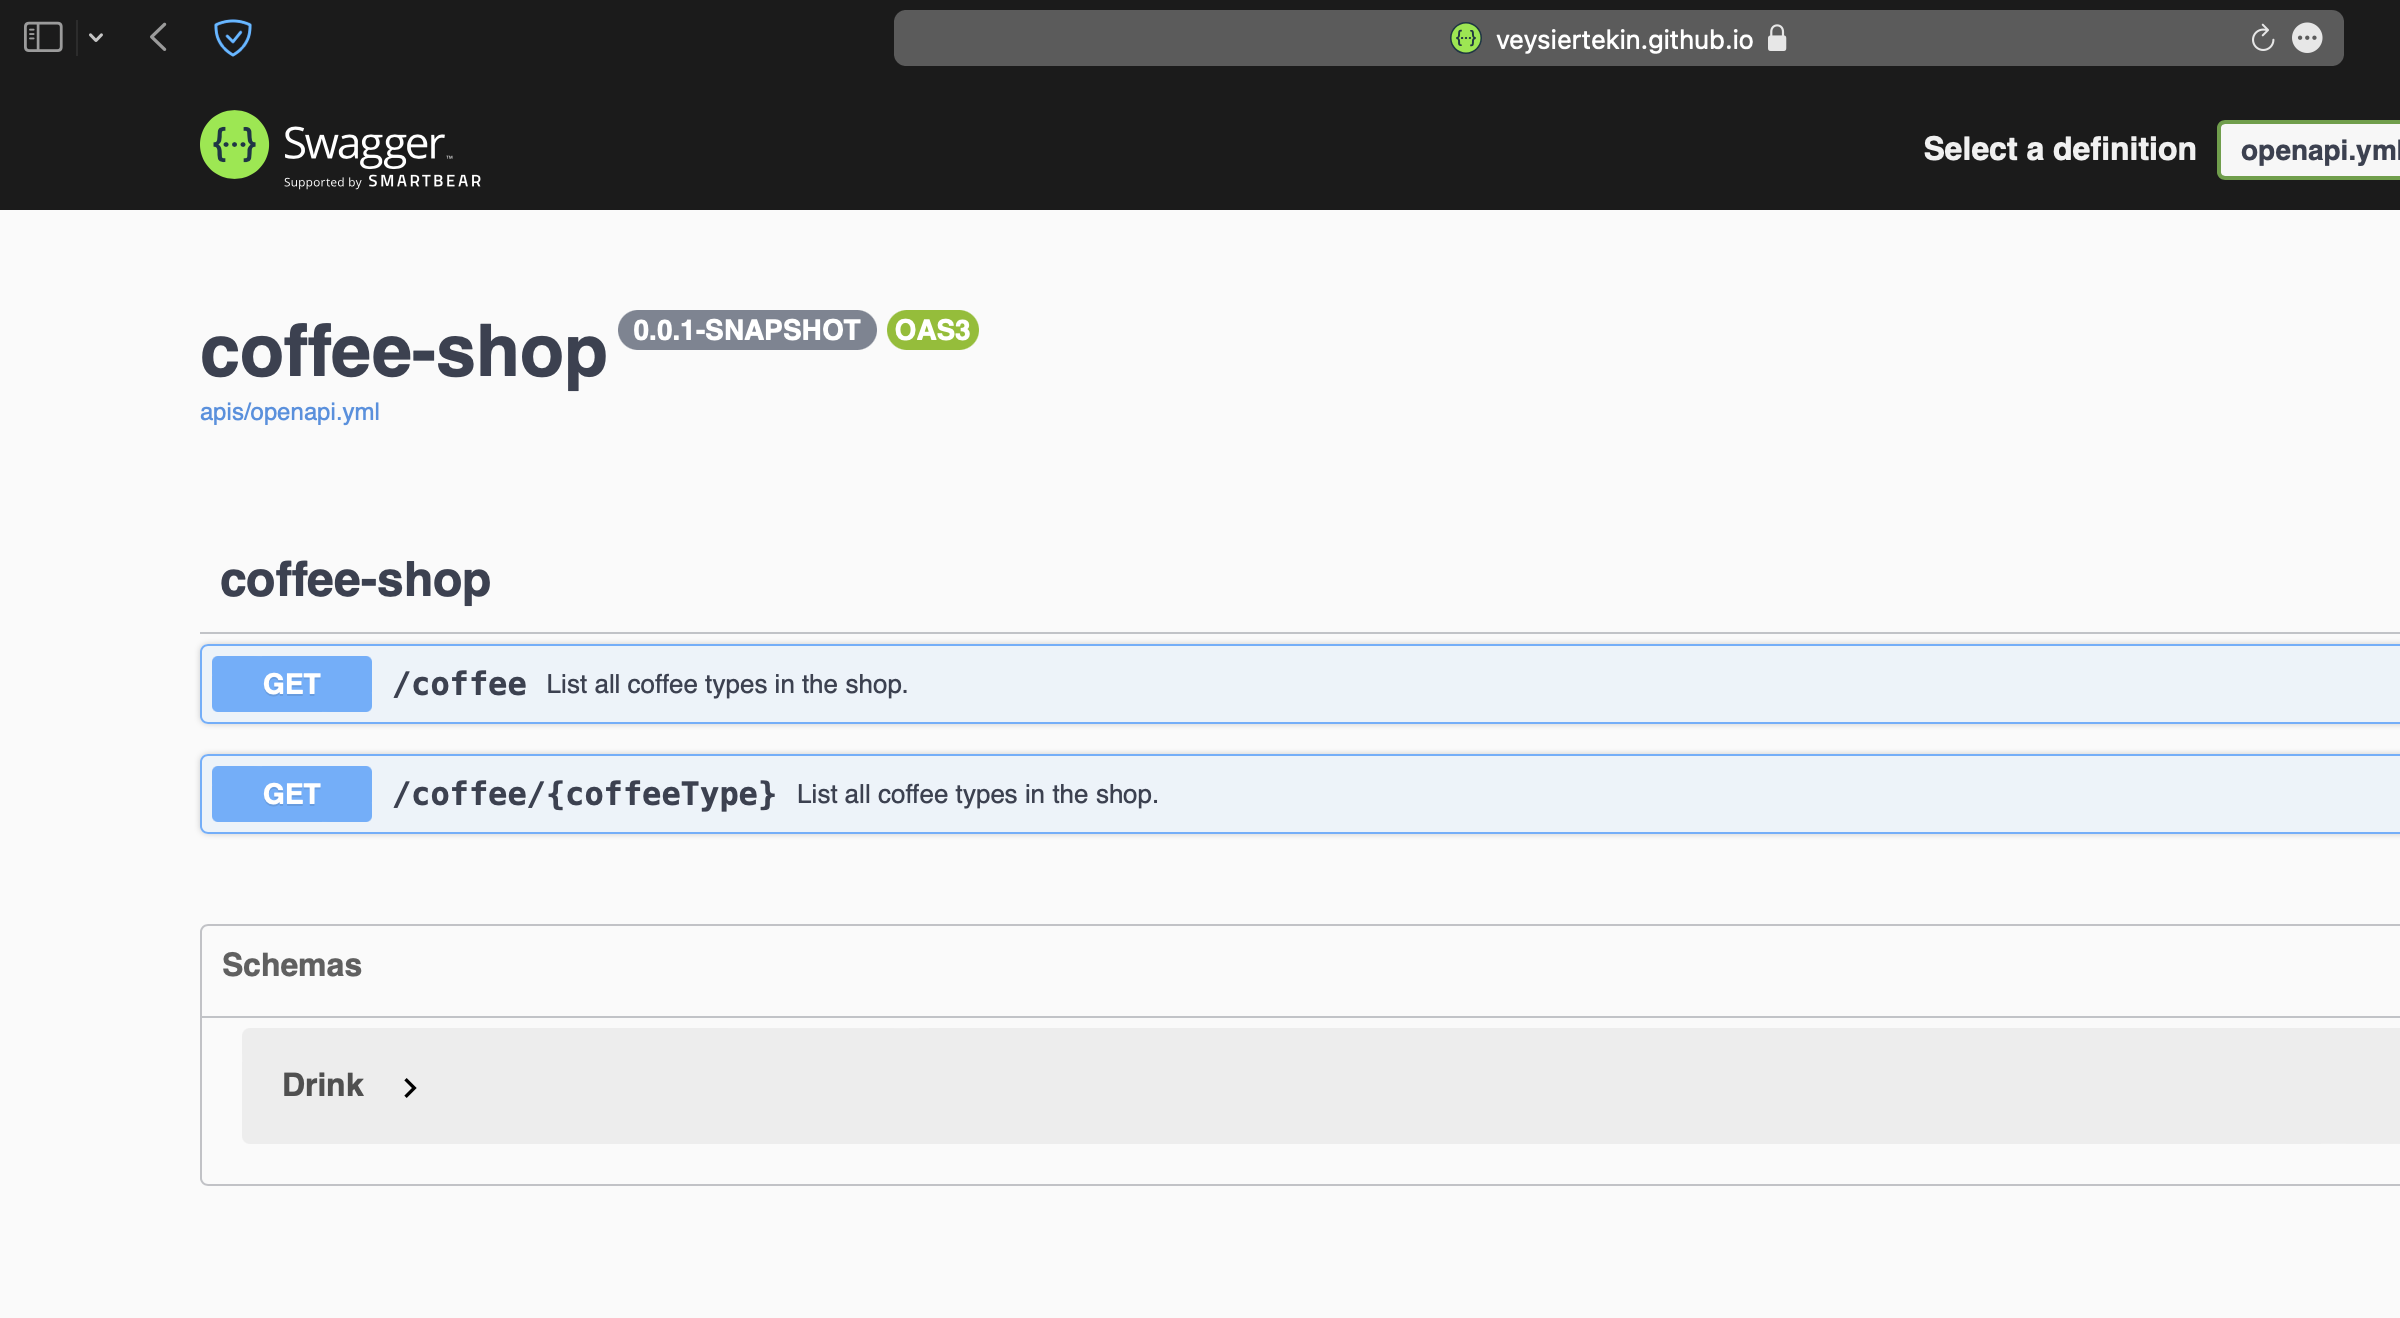 veysiertekin.github.io
Swagger™
Supported by SMARTBEAR
Select a definition
openapi.yml
coffee-shop 0.0.1-SNAPSHOT OAS3
apis/openapi.yml
coffee-shop
GET /coffee List all coffee types in the shop.
GET /coffee/{coffeeType} List all coffee types in the shop.
Schemas
Drink